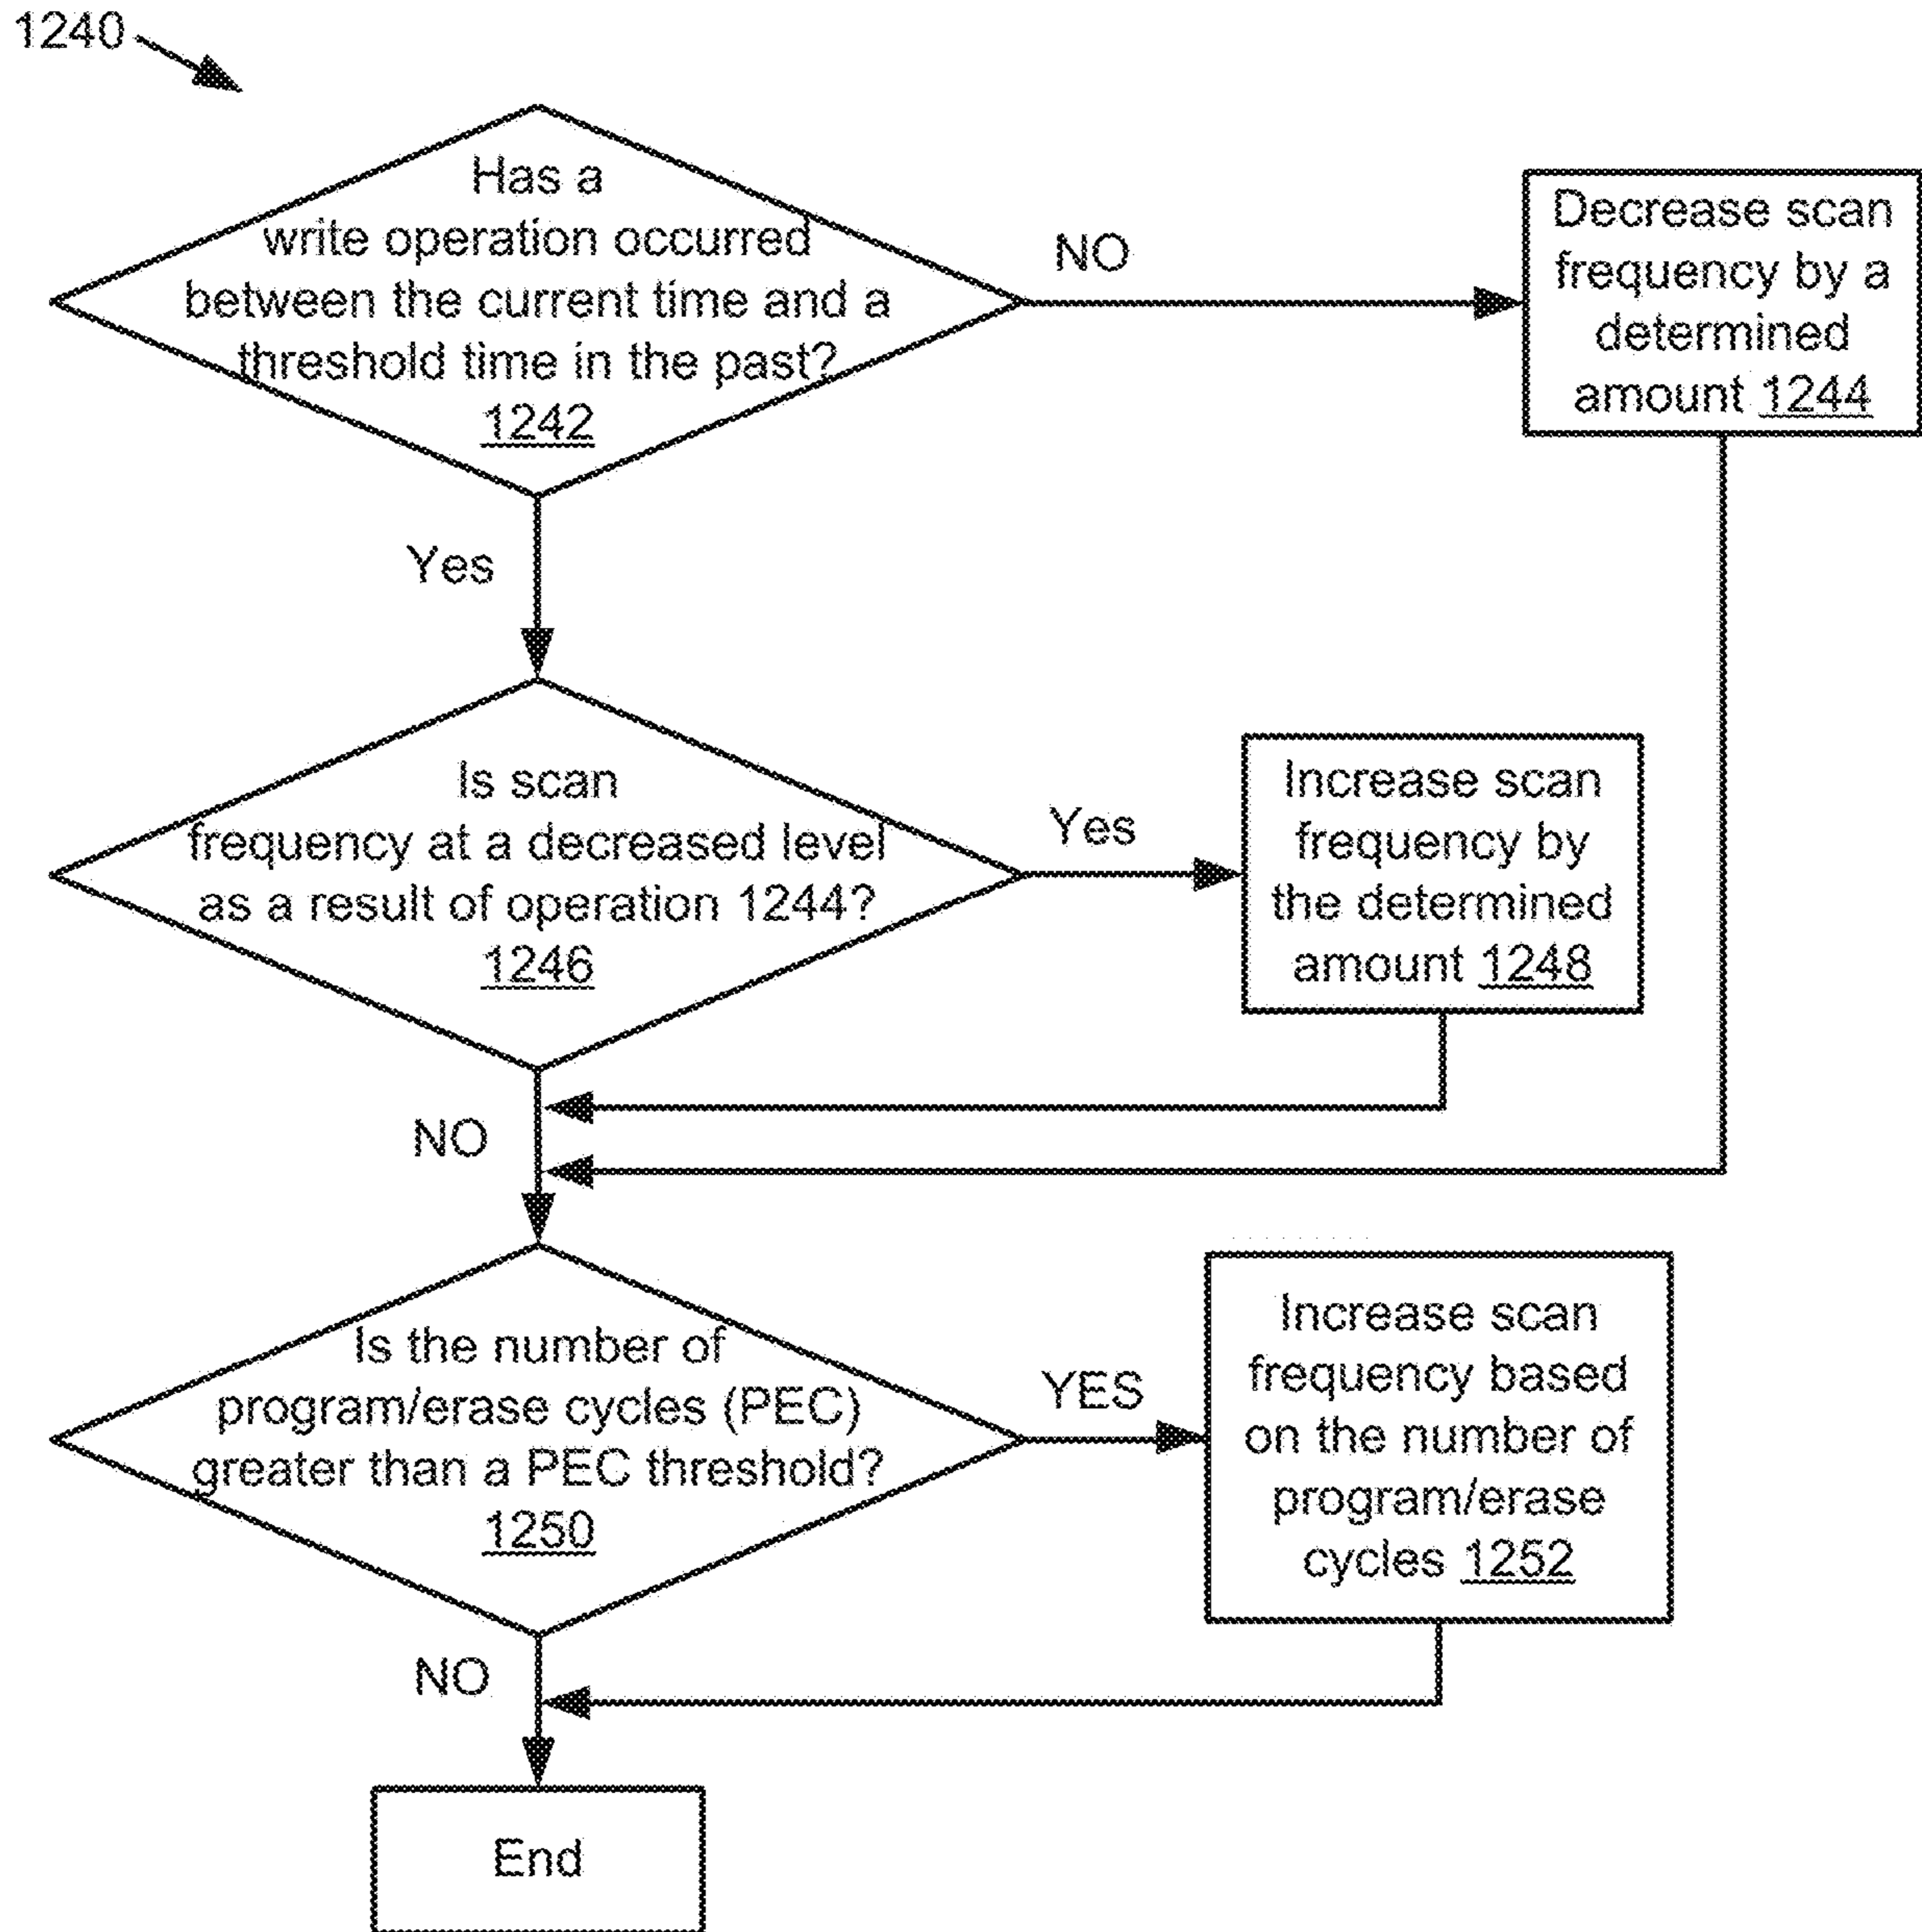 1240
Has a
write operation occurred
between the current time and a
threshold time in the past?
1242
NO
Decrease scan
frequency by a
determined
amount 1244
Yes
Is scan
frequency at a decreased level
as a result of operation 1244?
1246
Yes
Increase scan
frequency by
the determined
amount 1248
NO
Is the number of
program/erase cycles (PEC)
greater than a PEC threshold?
1250
YES
Increase scan
frequency based
on the number of
program/erase
cycles 1252
NO
End